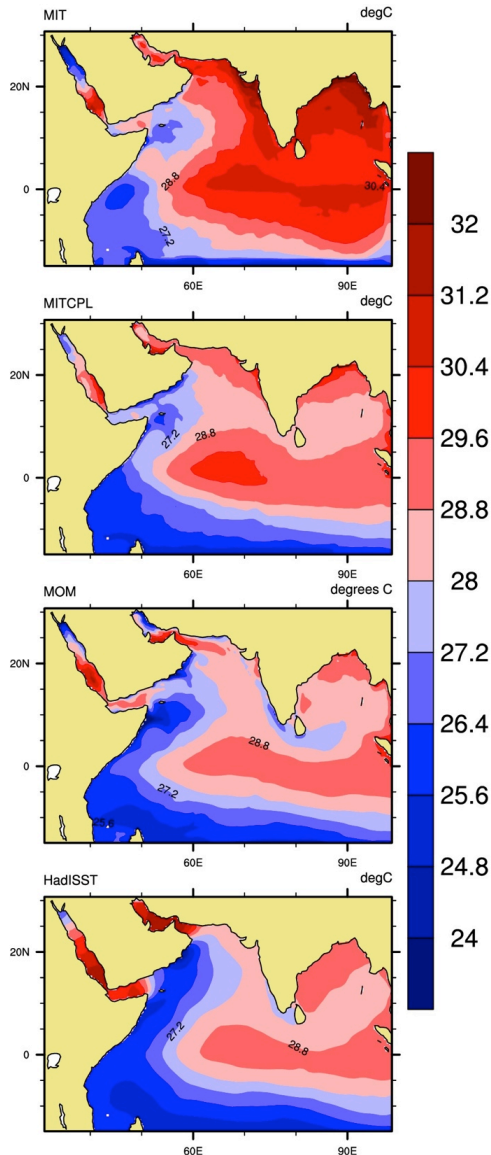 MIT degC
20N
0
28.8
30.4
27.2
60E 90E
MITCPL degC
20N
27.2
28.8
0
60E 90E
MOM degrees C
20N
28.8
0
27.2
25.6
60E 90E
HadISST degC
20N
27.2
28.8
0
60E 90E
32
31.2
30.4
29.6
28.8
28
27.2
26.4
25.6
24.8
24